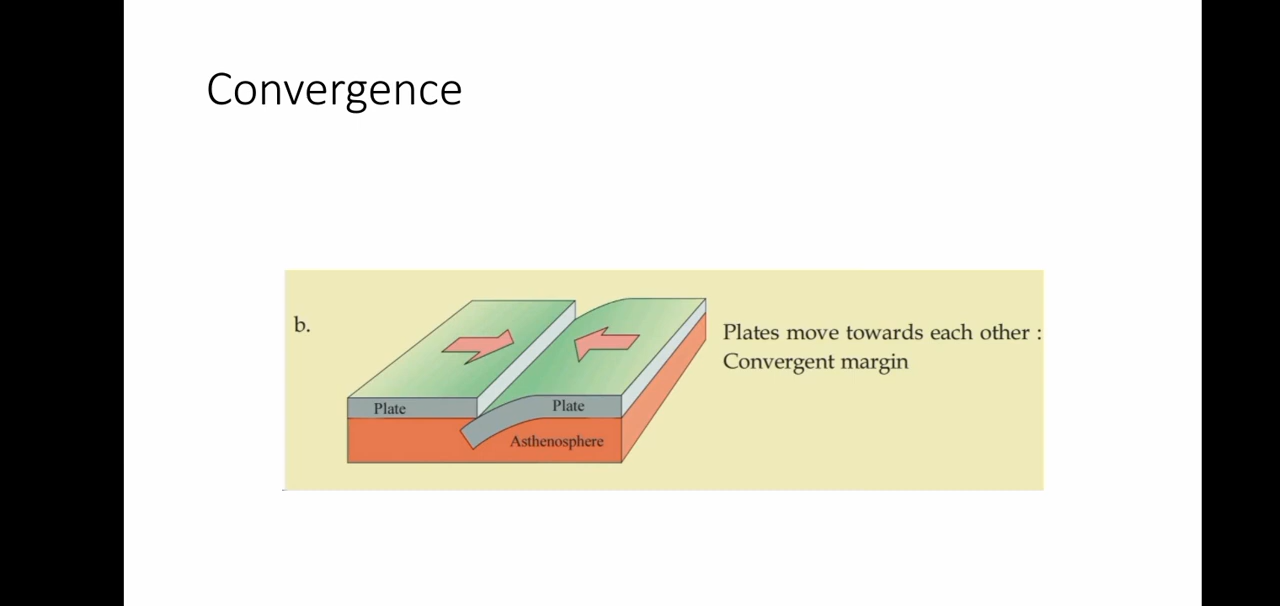 Convergence
b.
Plates move towards each other :
Convergent margin
Plate
Plate
Asthenosphere